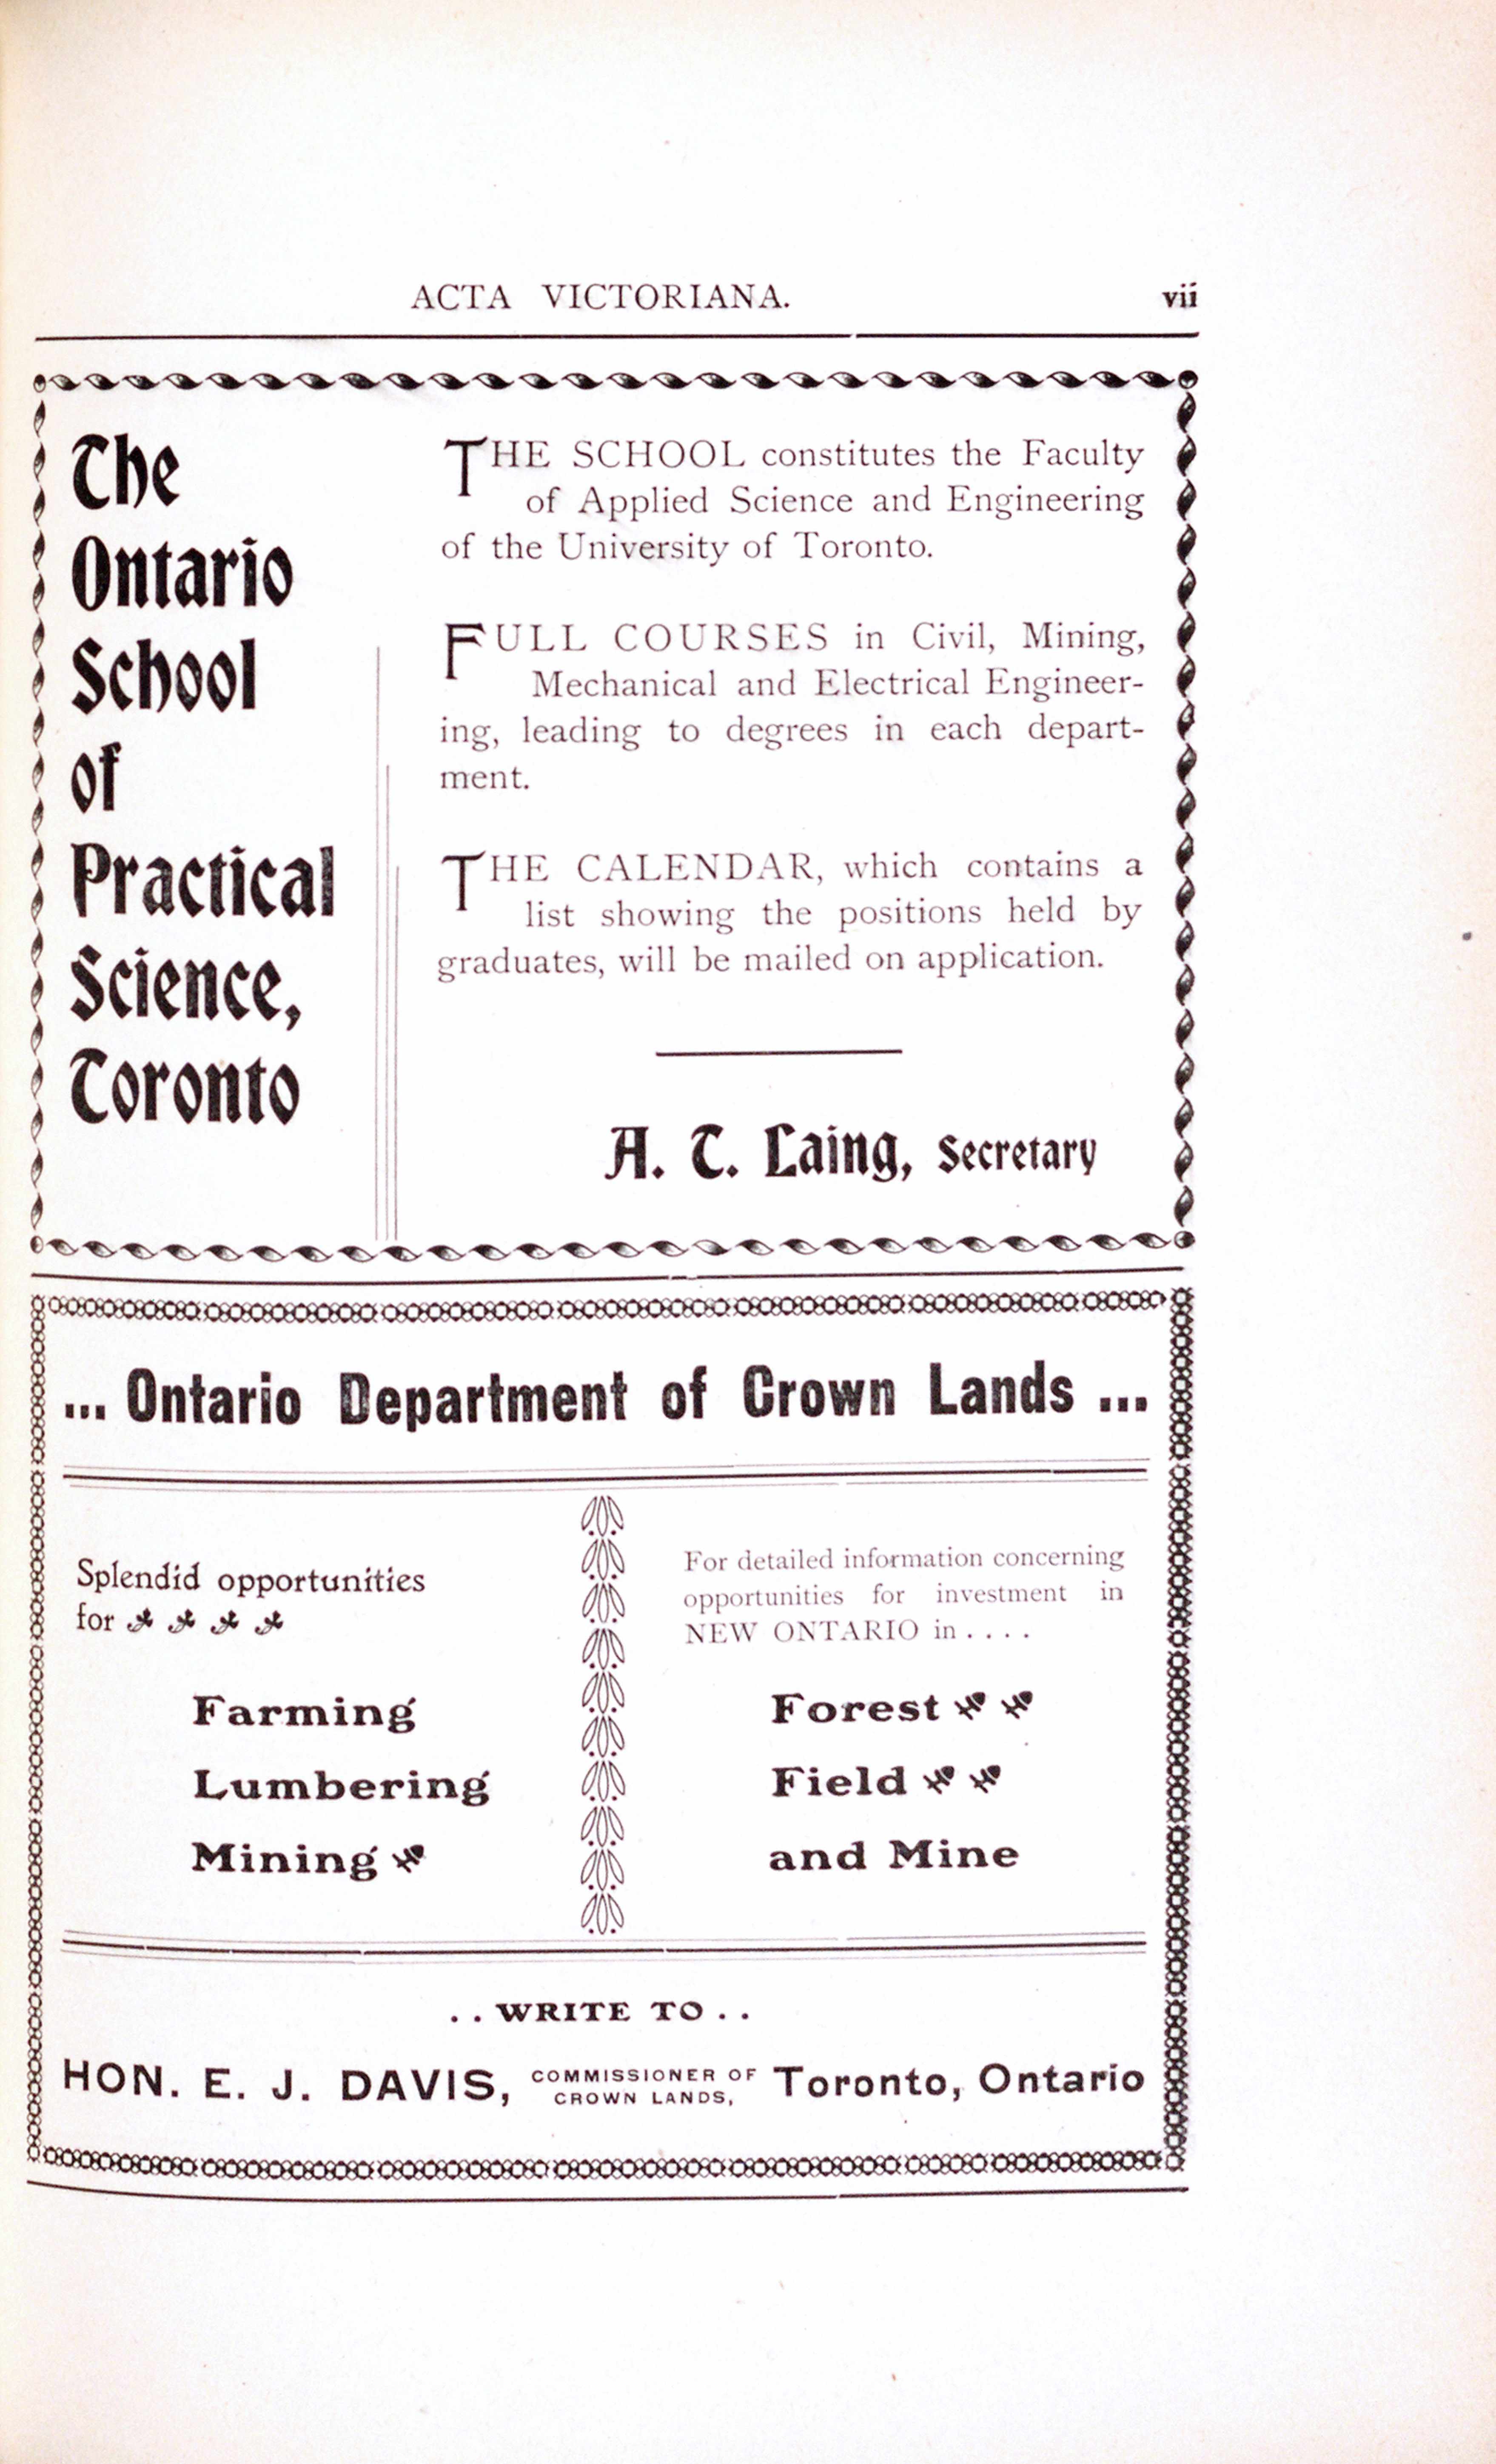 ACTA VICTORIANA. vii
The
Ontario
School
of
Practical
Science,
Toronto
THE SCHOOL constitutes the Faculty
of Applied Science and Engineering
of the University of Toronto.
FULL COURSES in Civil, Mining,
Mechanical and Electrical Engineer-
ing, leading to degrees in each depart-
ment.
THE CALENDAR, which contains a
list showing the positions held by
graduates, will be mailed on application.
A. T. Laing, Secretary
... Ontario Department of Crown Lands ...
Splendid opportunities
for
Farming
Lumbering
Mining
For detailed information concerning
opportunities for investment in
NEW ONTARIO in . . . .
Forest
Field
and Mine
. . WRITE TO . .
HON. E. J. DAVIS, COMMISSIONER OF CROWN LANDS, Toronto, Ontario